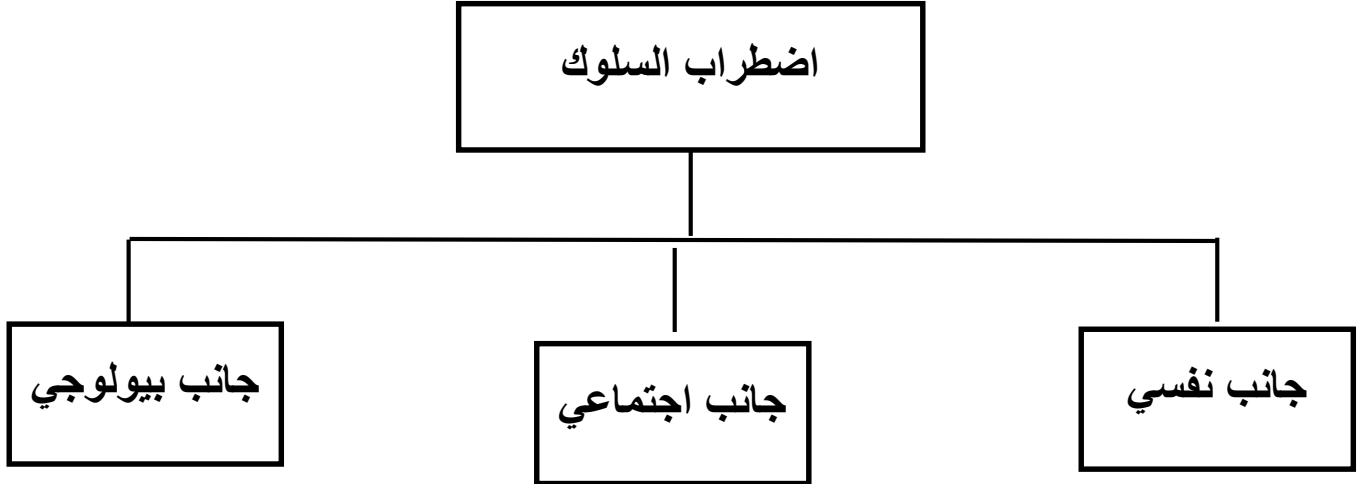 اضطراب السلوك
جانب نفسي
جانب اجتماعي
جانب بيولوجي